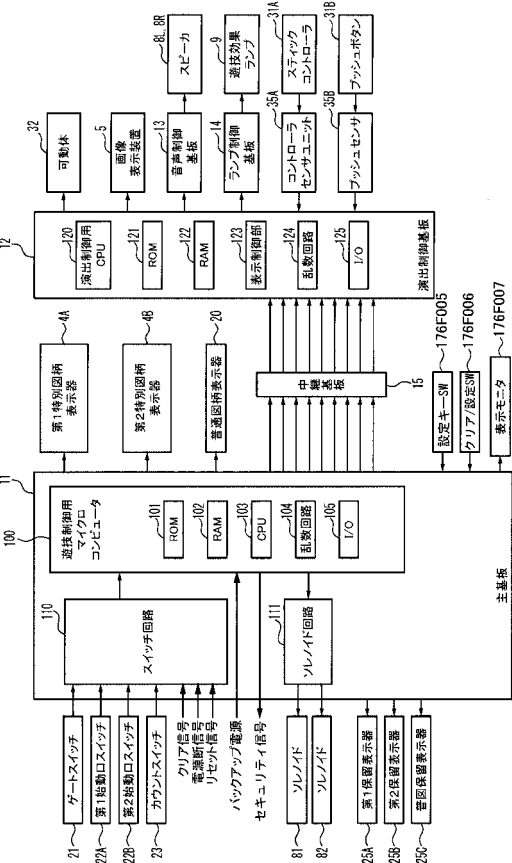 32
可動体
5
画像
表示装置
13
音声制御
基板
8L、8R
スピーカ
14
ランプ制御
基板
9
遊技効果
ランプ
35A
コントローラ
センサユニット
31A
スティック
コントローラ
35B
プッシュセンサ
31B
プッシュボタン
12
120
演出制御用
CPU
121
ROM
122
RAM
123
表示制御部
124
乱数回路
125
I/O
演出制御基板
4A
第1特別図柄
表示器
4B
第2特別図柄
表示器
20
普通図柄表示器
中継基板
15
設定キーSW
176F005
クリア/設定SW
176F006
表示モニタ
176F007
11
100
遊技制御用
マイクロ
コンピュータ
101
ROM
102
RAM
103
CPU
104
乱数回路
105
I/O
110
スイッチ回路
111
ソレノイド回路
主基板
ゲートスイッチ
21
第1始動口スイッチ
22A
第2始動口スイッチ
22B
カウントスイッチ
23
クリア信号
電源断信号
リセット信号
バックアップ電源
セキュリティ信号
ソレノイド
81
ソレノイド
82
第1保留表示器
25A
第2保留表示器
25B
普図保留表示器
25C